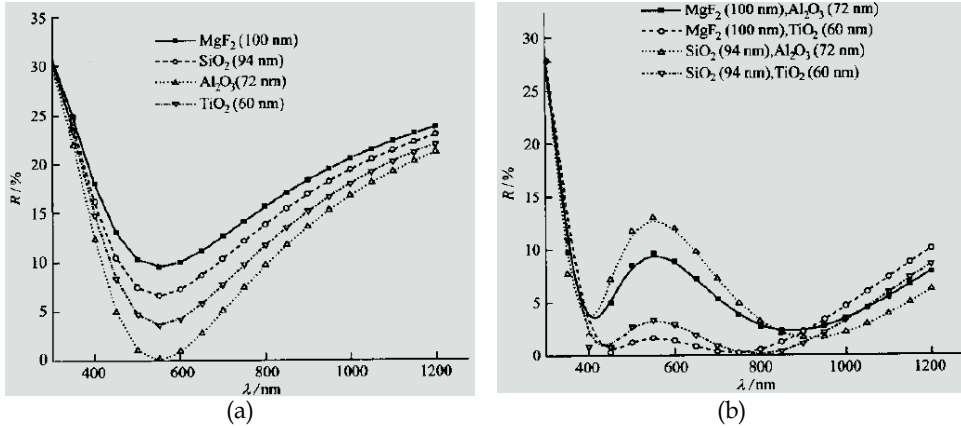 35
30
25
20
15
10
5
0
R/%
MgF₂ (100 nm)
SiO₂ (94 nm)
Al₂O₃(72 nm)
TiO₂ (60 nm)
400 600 800 1000 1200
λ/nm
(a)
30
25
20
15
10
5
0
R/%
MgF₂ (100 nm),Al₂O₃ (72 nm)
MgF₂ (100 nm),TiO₂ (60 nm)
SiO₂ (94 nm),Al₂O₃ (72 nm)
SiO₂ (94 nm),TiO₂ (60 nm)
400 600 800 1000 1200
λ/nm
(b)